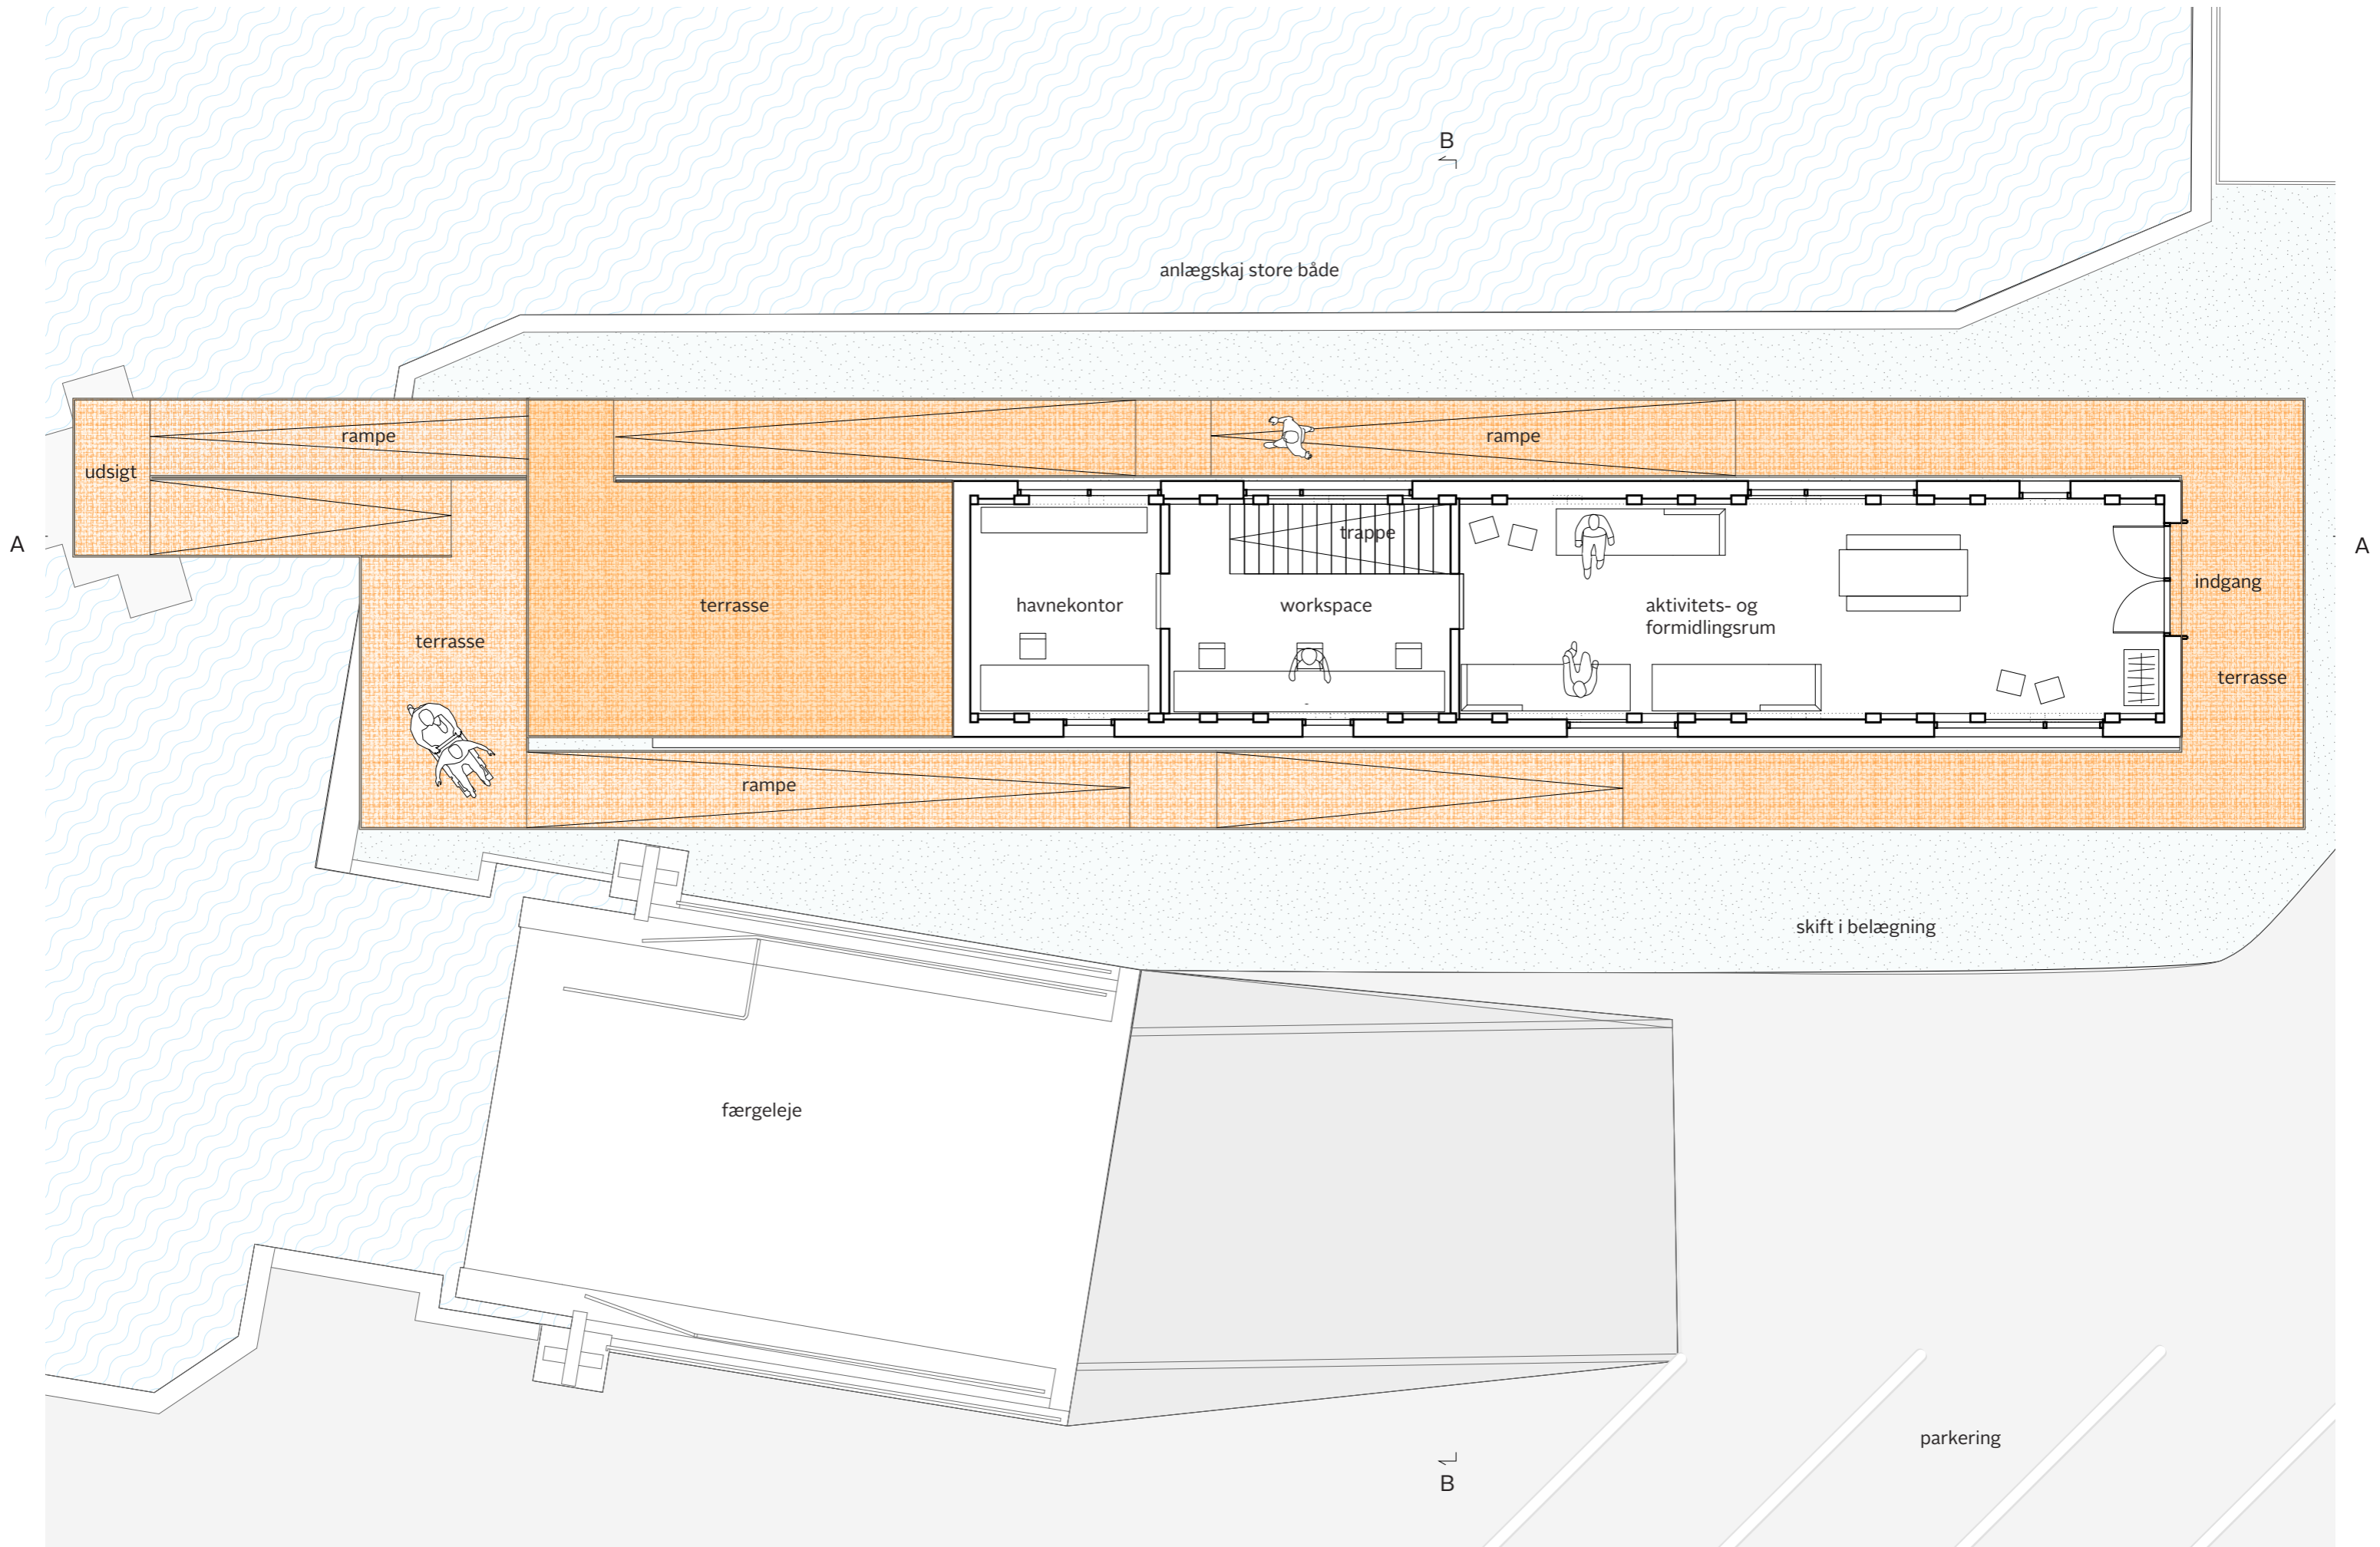 B
anlægskaj store både
rampe
rampe
udsigt
trappe
A
A
indgang
havnekontor
workspace
aktivitets- og
formidlingsrum
terrasse
terrasse
terrasse
rampe
skift i belægning
færgeleje
parkering
B